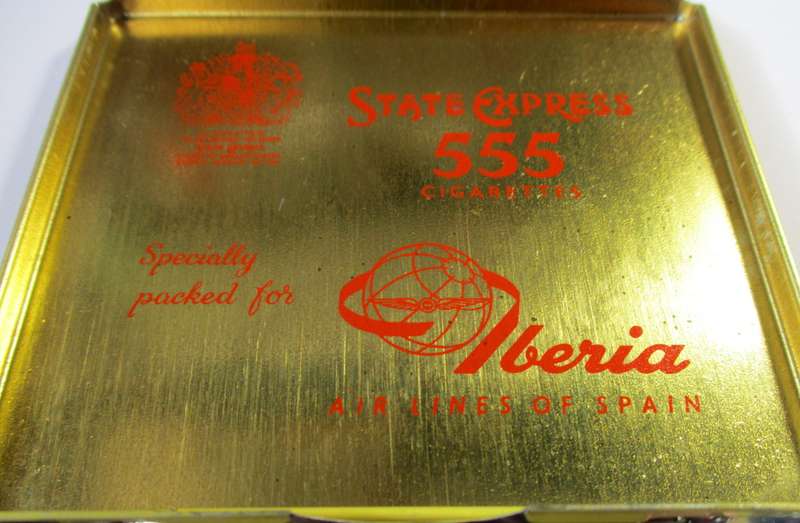 STATE EXPRESS
555
CIGARETTES
Specially
packed for
Iberia
AIR LINES OF SPAIN